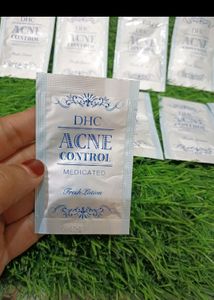 DHC
ACNE
CONTROL
MEDICATED
Fresh Lotion